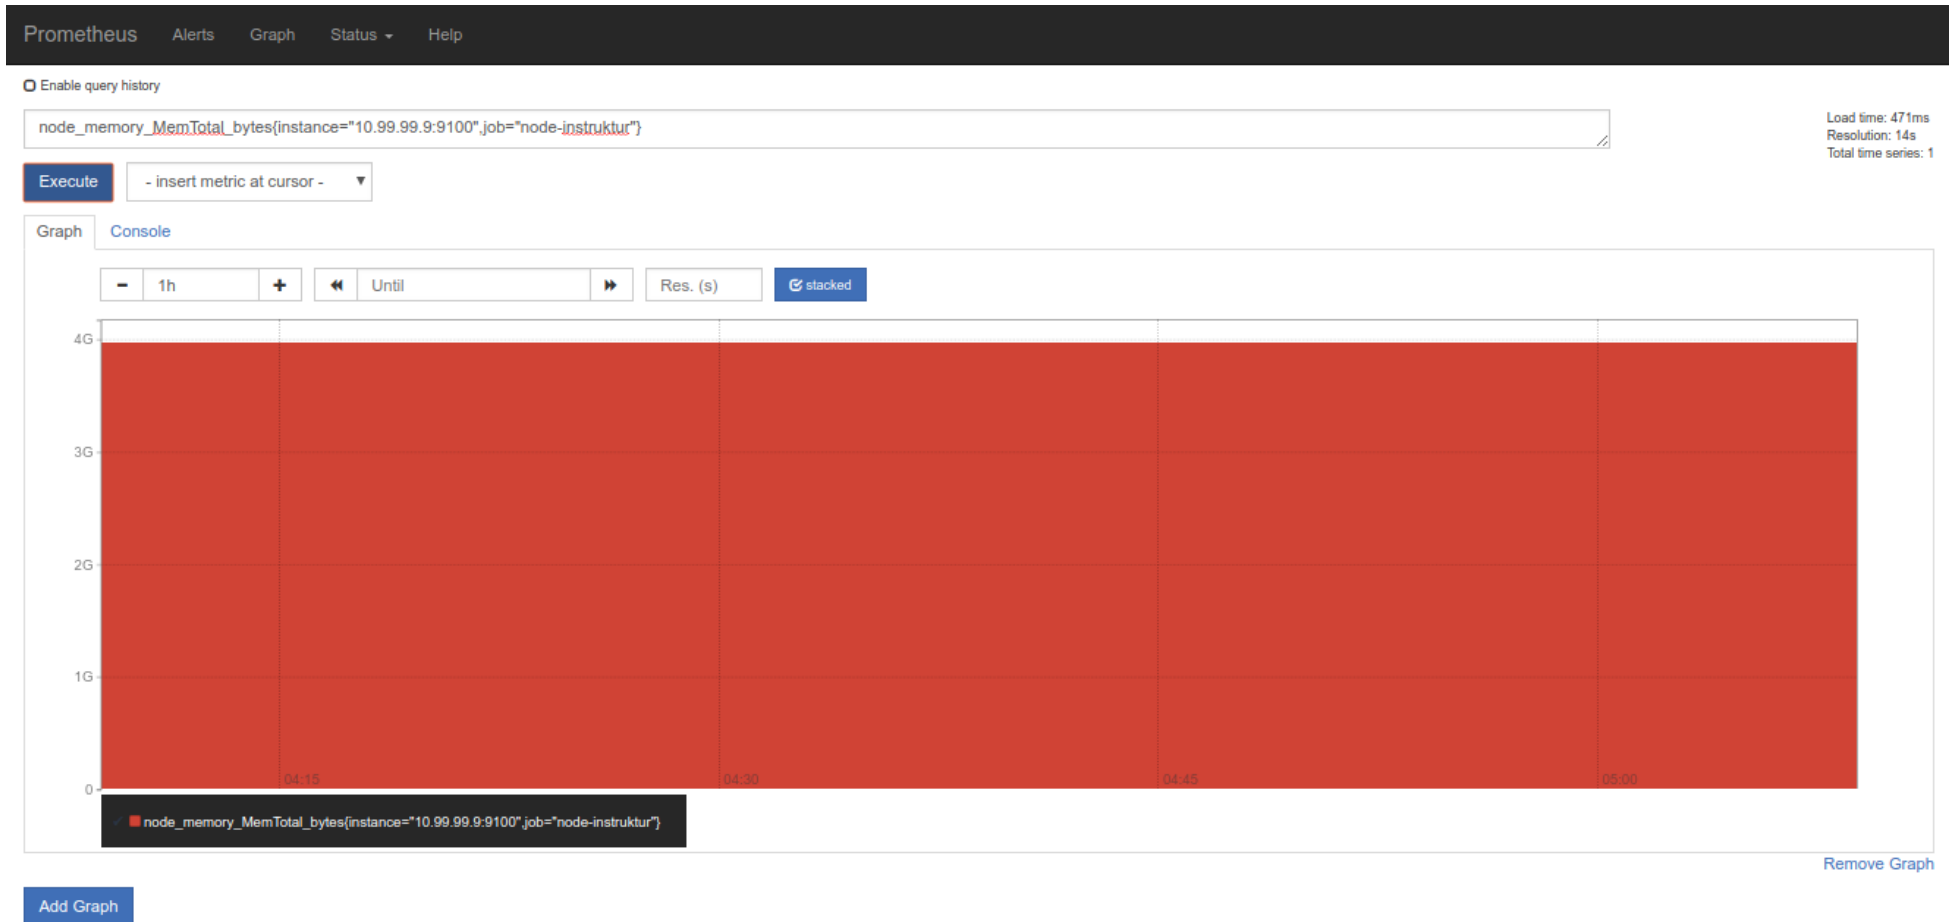 Prometheus Alerts Graph Status Help
Enable query history
node_memory_MemTotal_bytes{instance="10.99.99.9:9100",job="node-instruktur"}
Load time: 471ms
Resolution: 14s
Total time series: 1
Execute - insert metric at cursor -
Graph Console
- 1h + Until Res. (s) stacked
4G
3G
2G
1G
0
04:15 04:30 04:45 05:00
node_memory_MemTotal_bytes{instance="10.99.99.9:9100",job="node-instruktur"}
Remove Graph
Add Graph